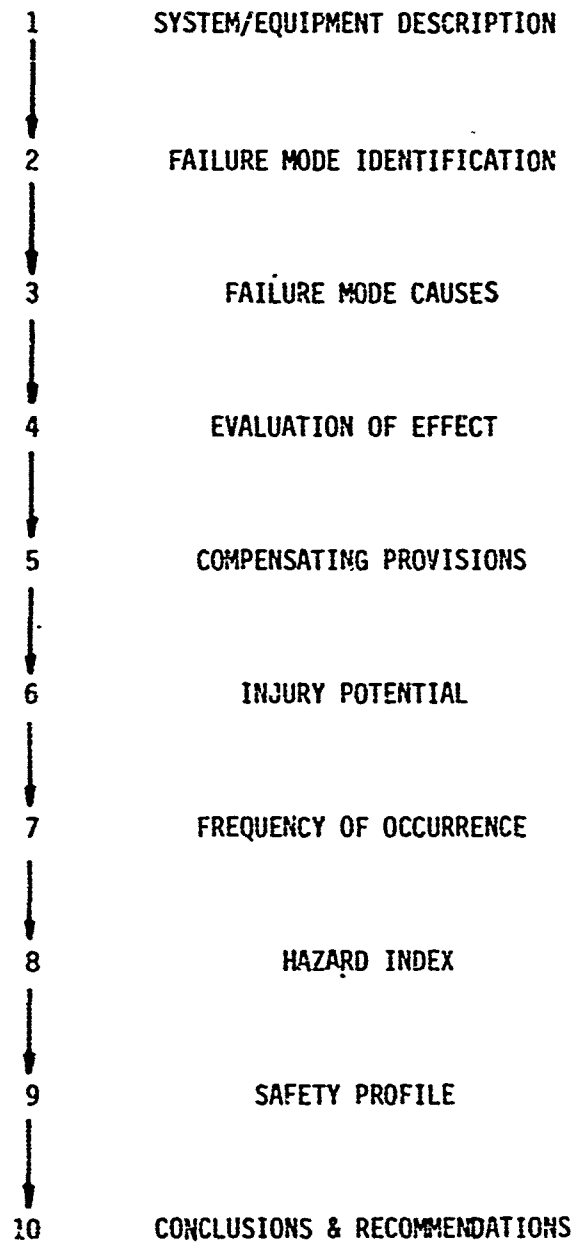 1 SYSTEM/EQUIPMENT DESCRIPTION
2 FAILURE MODE IDENTIFICATION
3 FAILURE MODE CAUSES
4 EVALUATION OF EFFECT
5 COMPENSATING PROVISIONS
6 INJURY POTENTIAL
7 FREQUENCY OF OCCURRENCE
8 HAZARD INDEX
9 SAFETY PROFILE
10 CONCLUSIONS & RECOMMENDATIONS